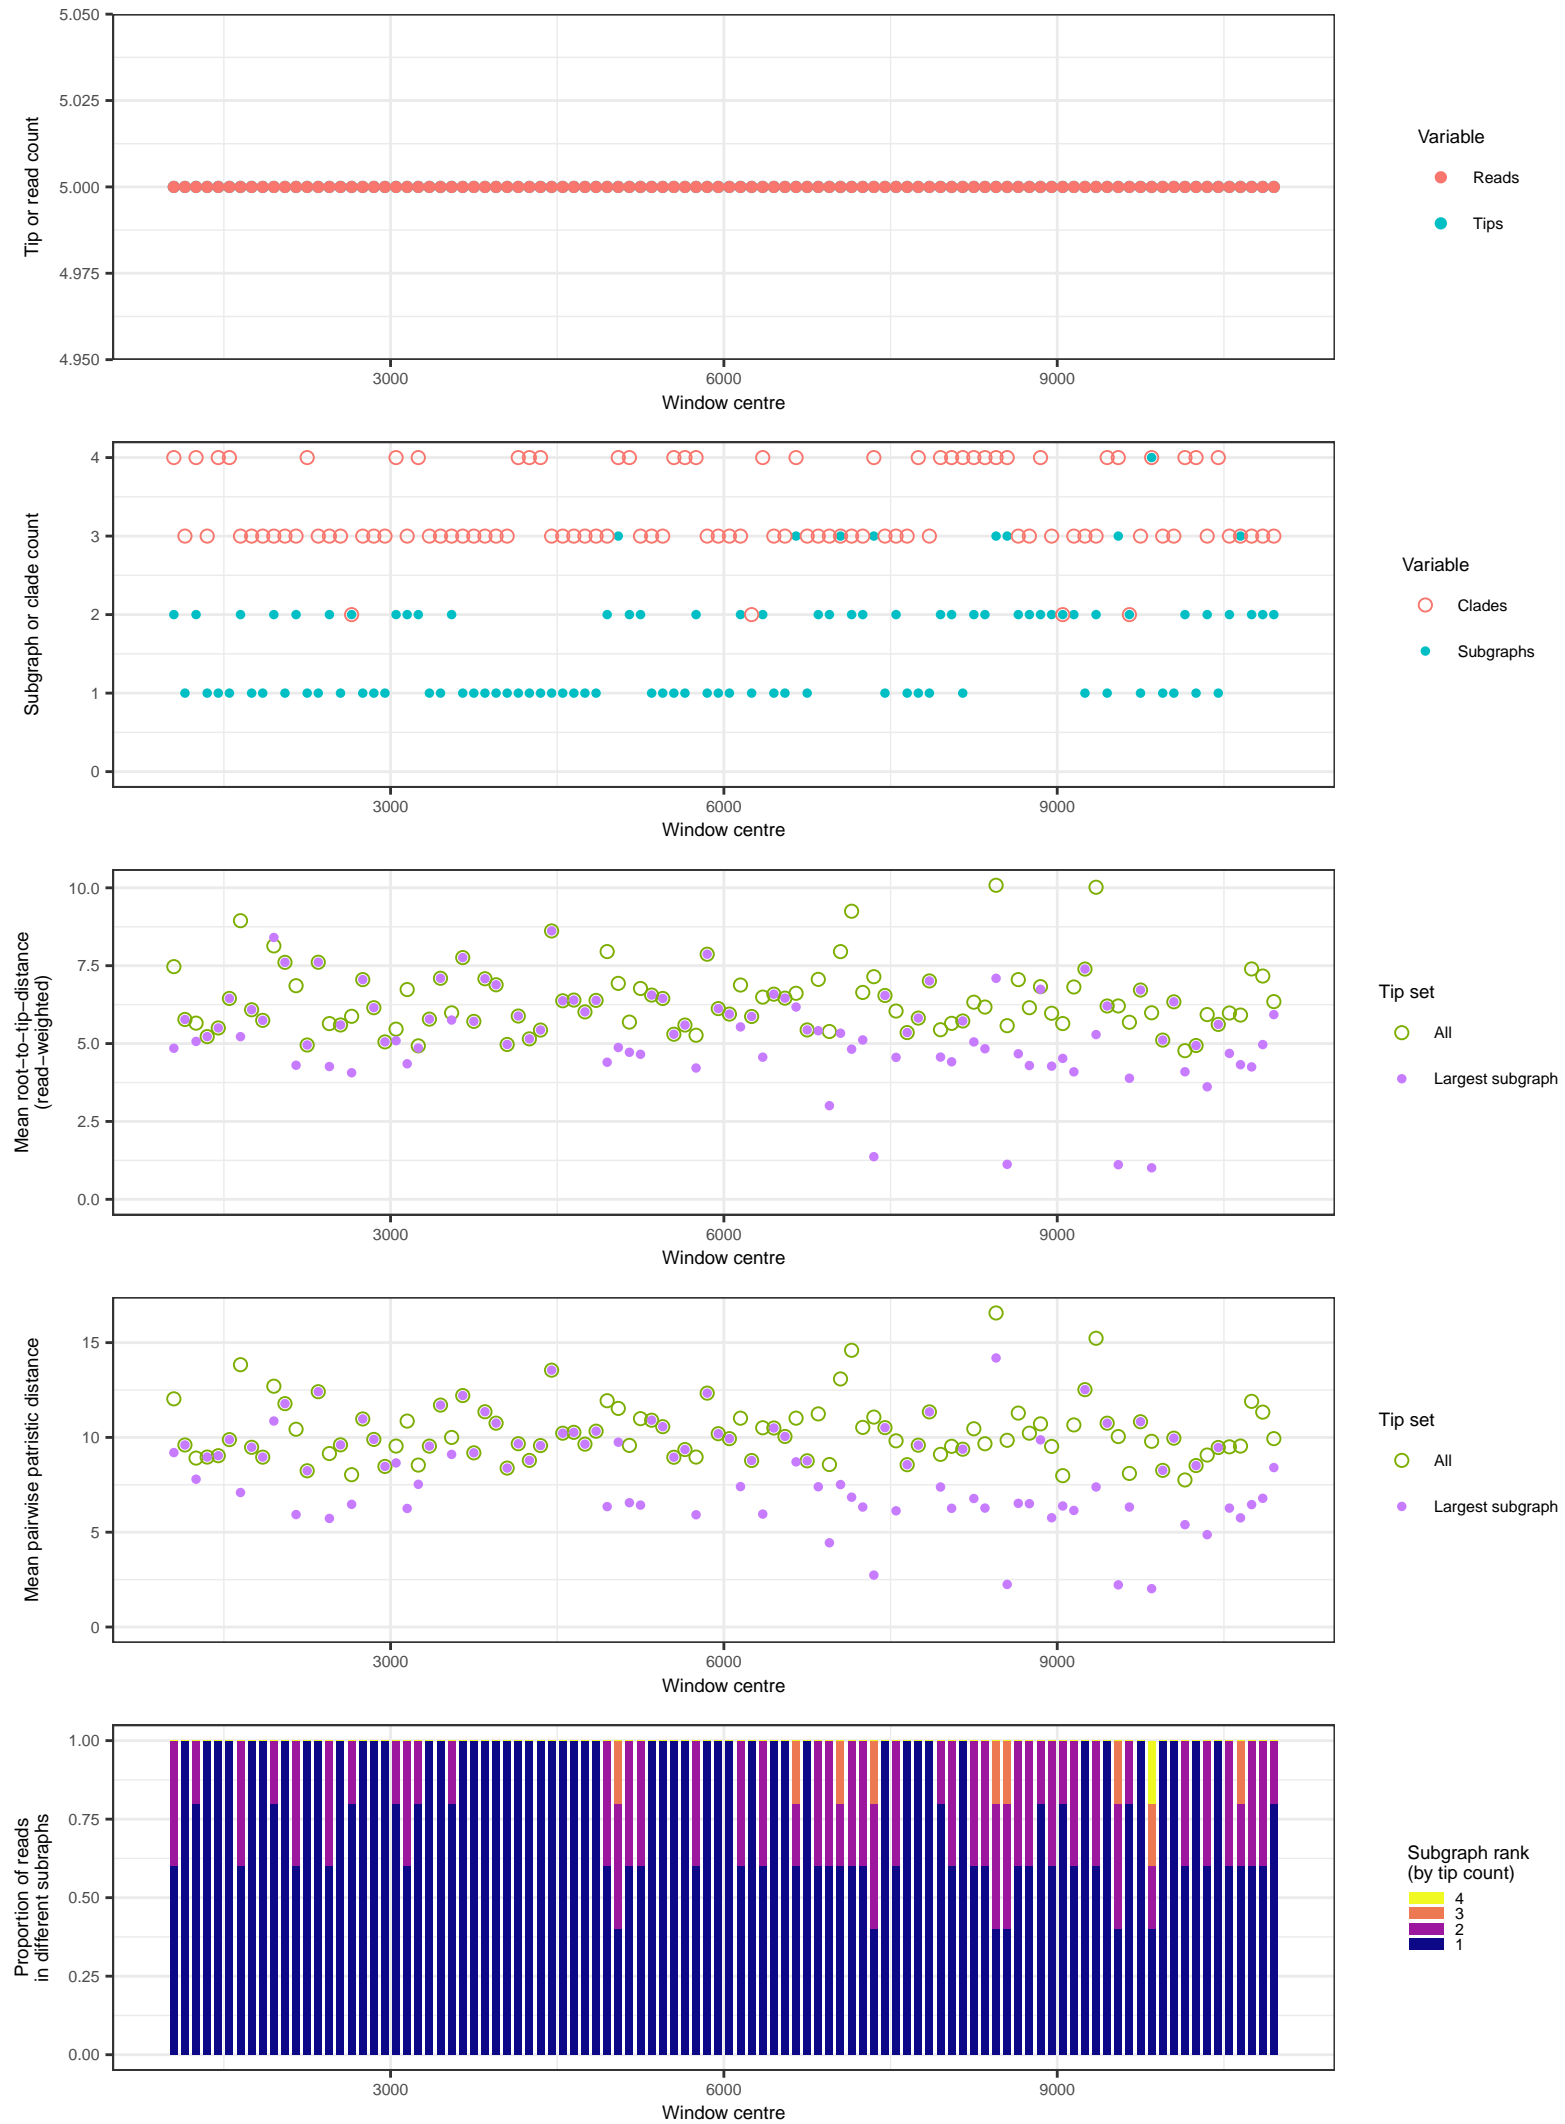 5.050
5.025
5.000
4.975
4.950
Tip or read count
3000
6000
9000
Window centre
Variable
Reads
Tips
4
3
2
1
0
Subgraph or clade count
3000
6000
9000
Window centre
Variable
Clades
Subgraphs
10.0
7.5
5.0
2.5
0.0
Mean root−to−tip−distance
(read−weighted)
3000
6000
9000
Window centre
Tip set
All
Largest subgraph
15
10
5
0
Mean pairwise patristic distance
3000
6000
9000
Window centre
Tip set
All
Largest subgraph
1.00
0.75
0.50
0.25
0.00
Proportion of reads
in different subraphs
3000
6000
9000
Window centre
Subgraph rank
(by tip count)
4
3
2
1